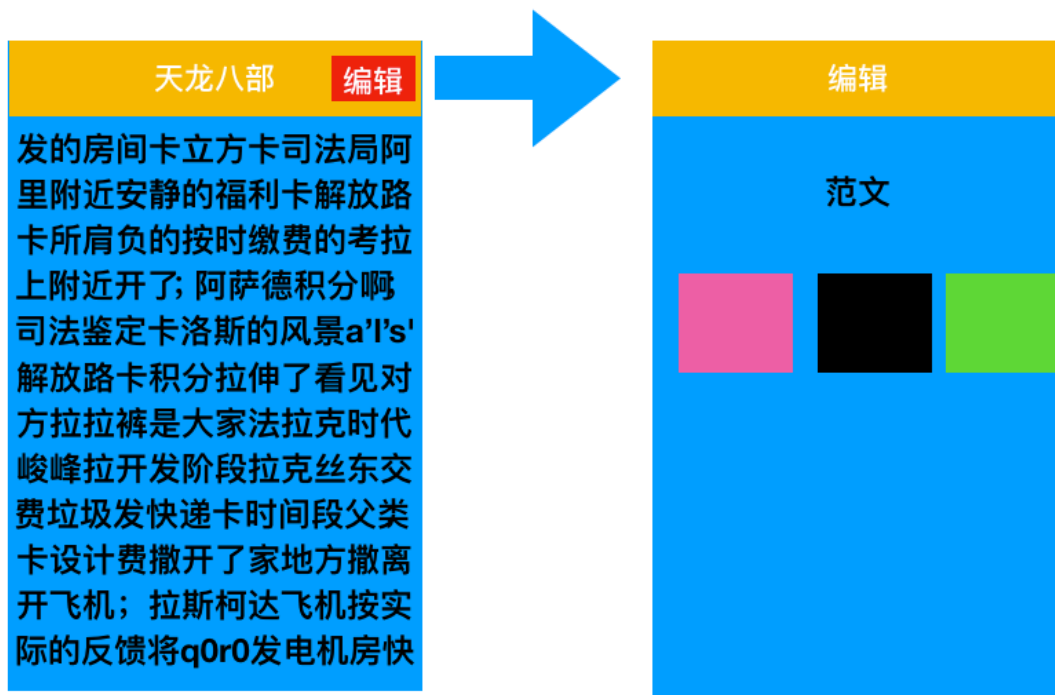 天龙八部
编辑
发的房间卡立方卡司法局阿
里附近安静的福利卡解放路
卡所肩负的按时缴费的考拉
上附近开了; 阿萨德积分啊
司法鉴定卡洛斯的风景a’l’s'
解放路卡积分拉伸了看见对
方拉拉裤是大家法拉克时代
峻峰拉开发阶段拉克丝东交
费垃圾发快递卡时间段父类
卡设计费撒开了家地方撒离
开飞机；拉斯柯达飞机按实
际的反馈将q0r0发电机房快
编辑
范文